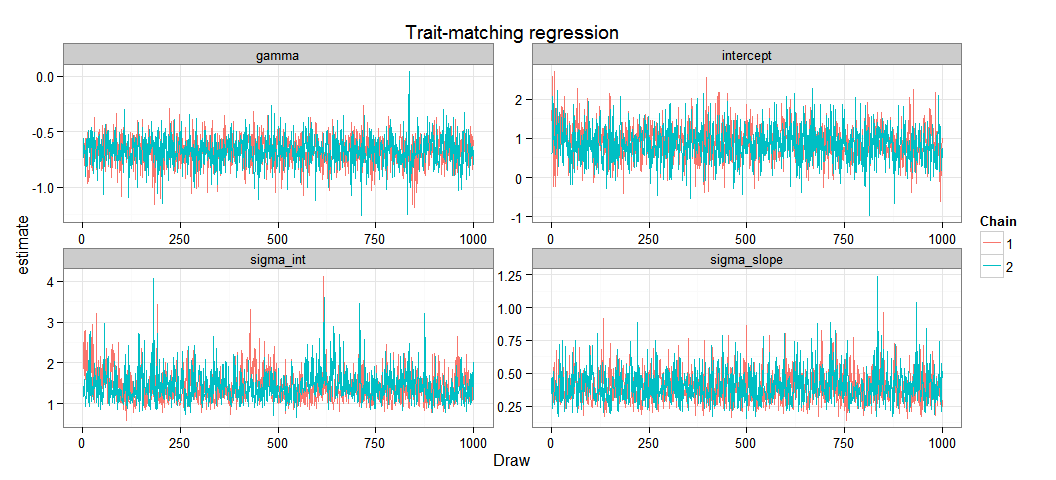 Trait-matching regression
gamma
intercept
0.0
-0.5
-1.0
2
1
0
-1
0 250 500 750 1000
0 250 500 750 1000
sigma_int
sigma_slope
4
3
2
1
1.25
1.00
0.75
0.50
0.25
0 250 500 750 1000
0 250 500 750 1000
estimate
Draw
Chain
1
2